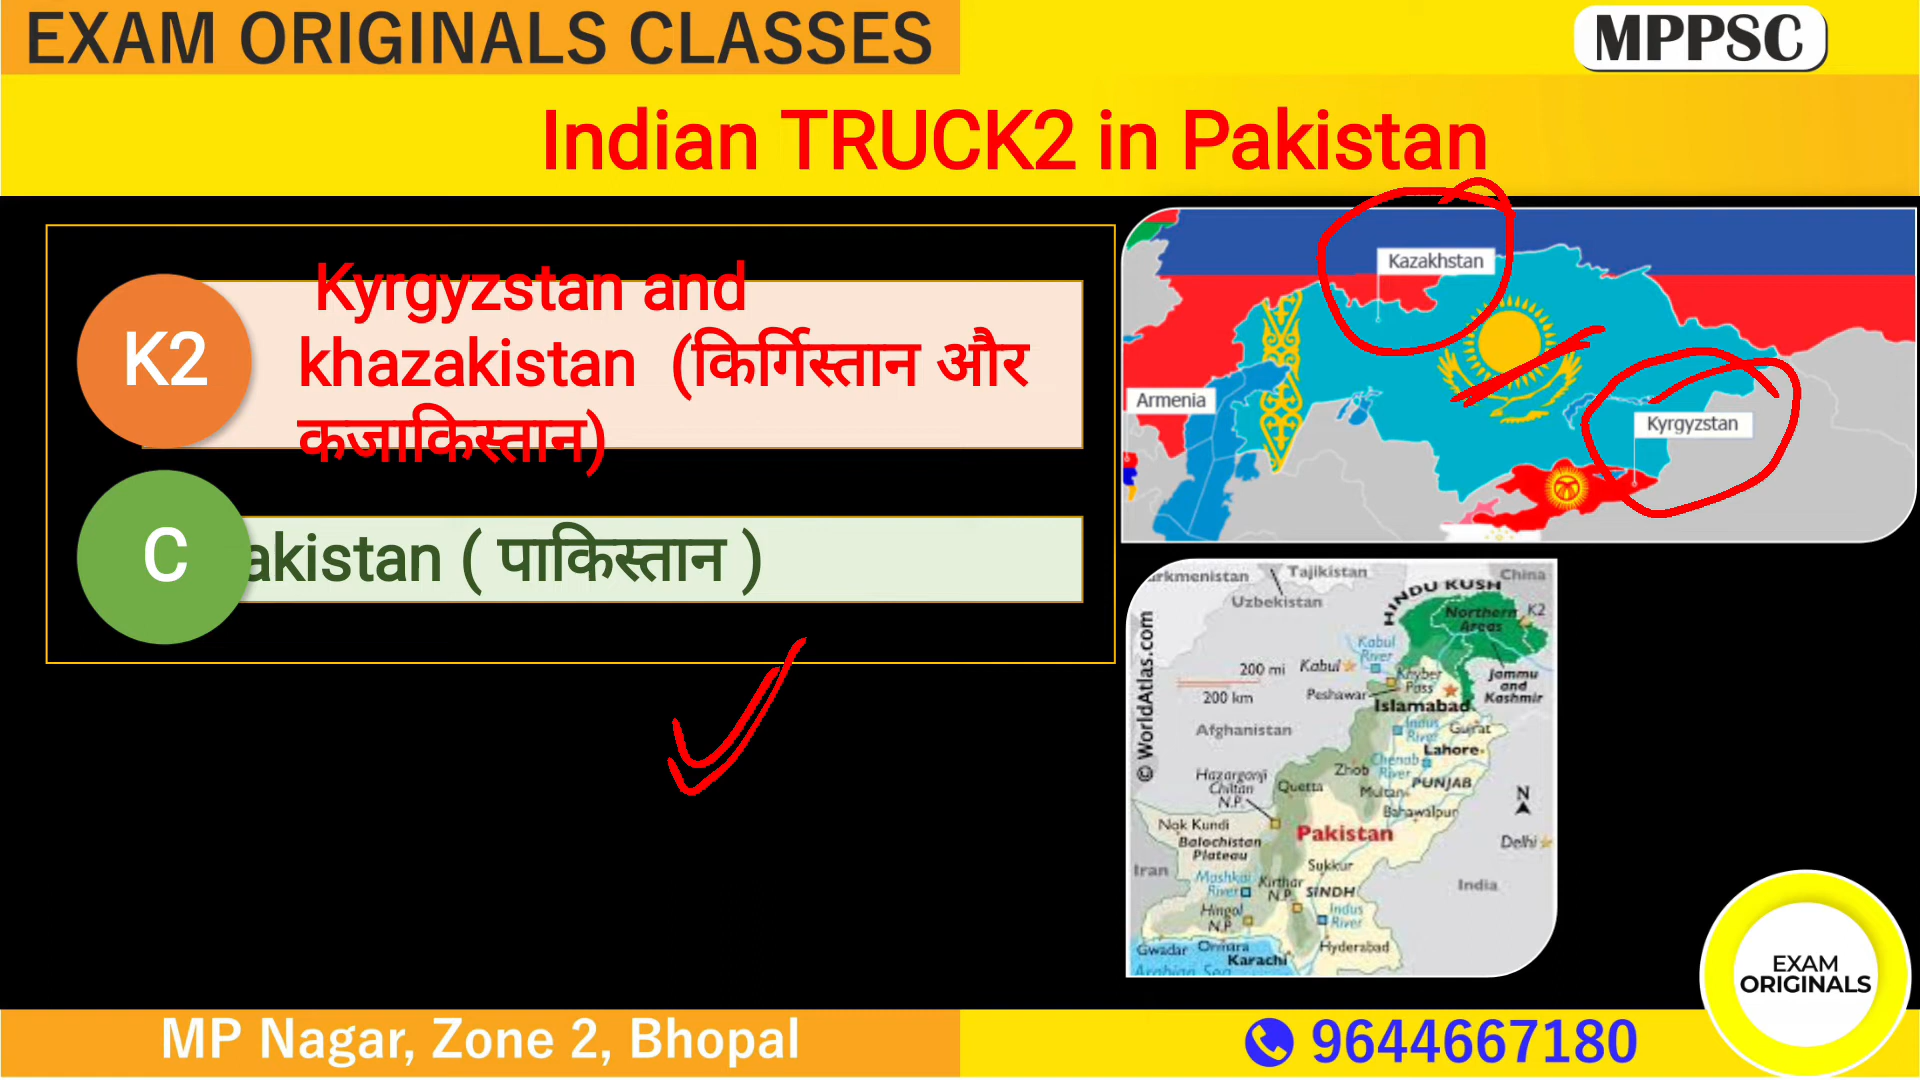 EXAM ORIGINALS CLASSES
MPPSC
Indian TRUCK2 in Pakistan
K2
Kyrgyzstan and
khazakistan (किर्गिस्तान और
कजाकिस्तान)
C
akistan ( पाकिस्तान )
Kazakhstan
Armenia
Kyrgyzstan
© WorldAtlas.com
urkmenistan
Tajikistan
China
Uzbekistan
HINDU KUSH
Northern
Areas
K2
Kabul
River
200 mi
Kabul
Khyber
Pass
Jammu
and
Kashmir
200 km
Peshawar
Islamabad
Afghanistan
Indus
River
Gujrat
Lahore
Chenab
River
Zhob
Hazarganji
Chiltan
N.P.
Quetta
PUNJAB
Multan
Bahawalpur
N
Nok Kundi
Pakistan
Delhi
Balochistan
Plateau
Sukkur
Iran
Mashkai
River
Kirthar
N.P.
SINDH
India
Hingol
N.P.
Indus
River
Gwadar
Ormara
Hyderabad
Karachi
Arabian Sea
EXAM
ORIGINALS
MP Nagar, Zone 2, Bhopal
9644667180